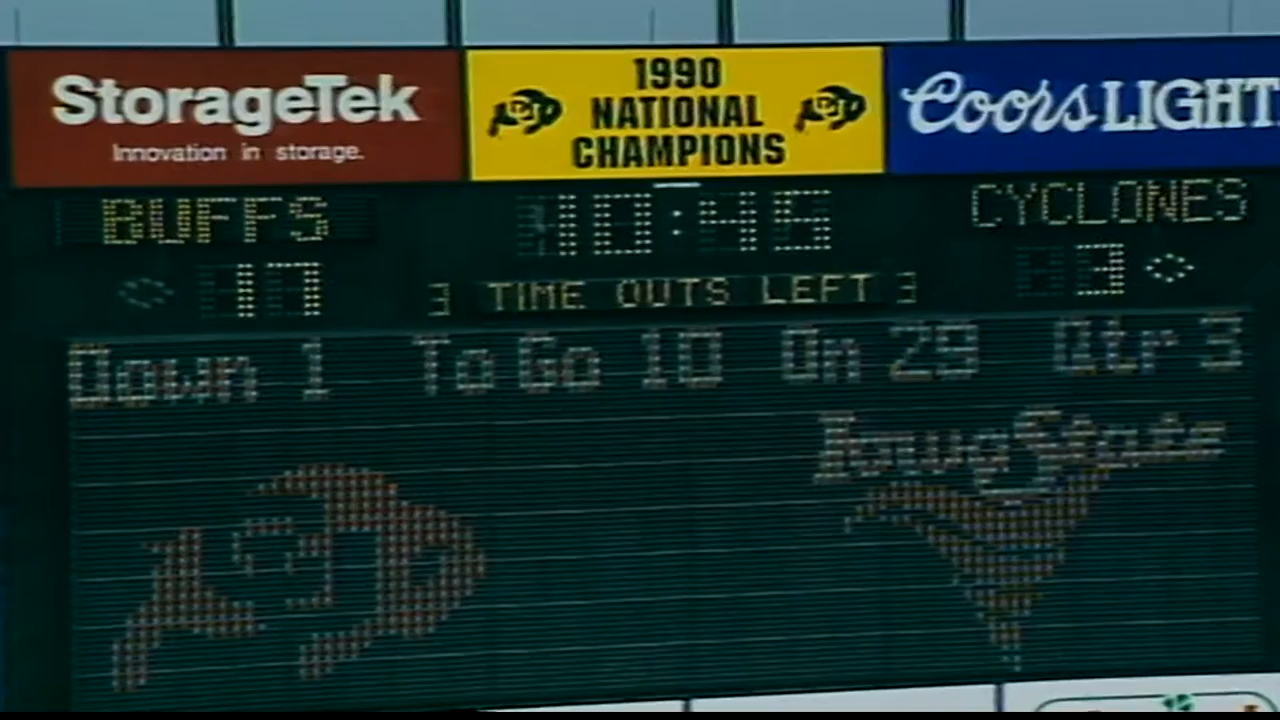 StorageTek
Innovation in storage.
1990
NATIONAL
CHAMPIONS
Coors LIGHT
BUFFS
10:45
CYCLONES
17
3 TIME OUTS LEFT 3
3
Down 1 To Go 10 On 29 Qtr 3
Iowa State